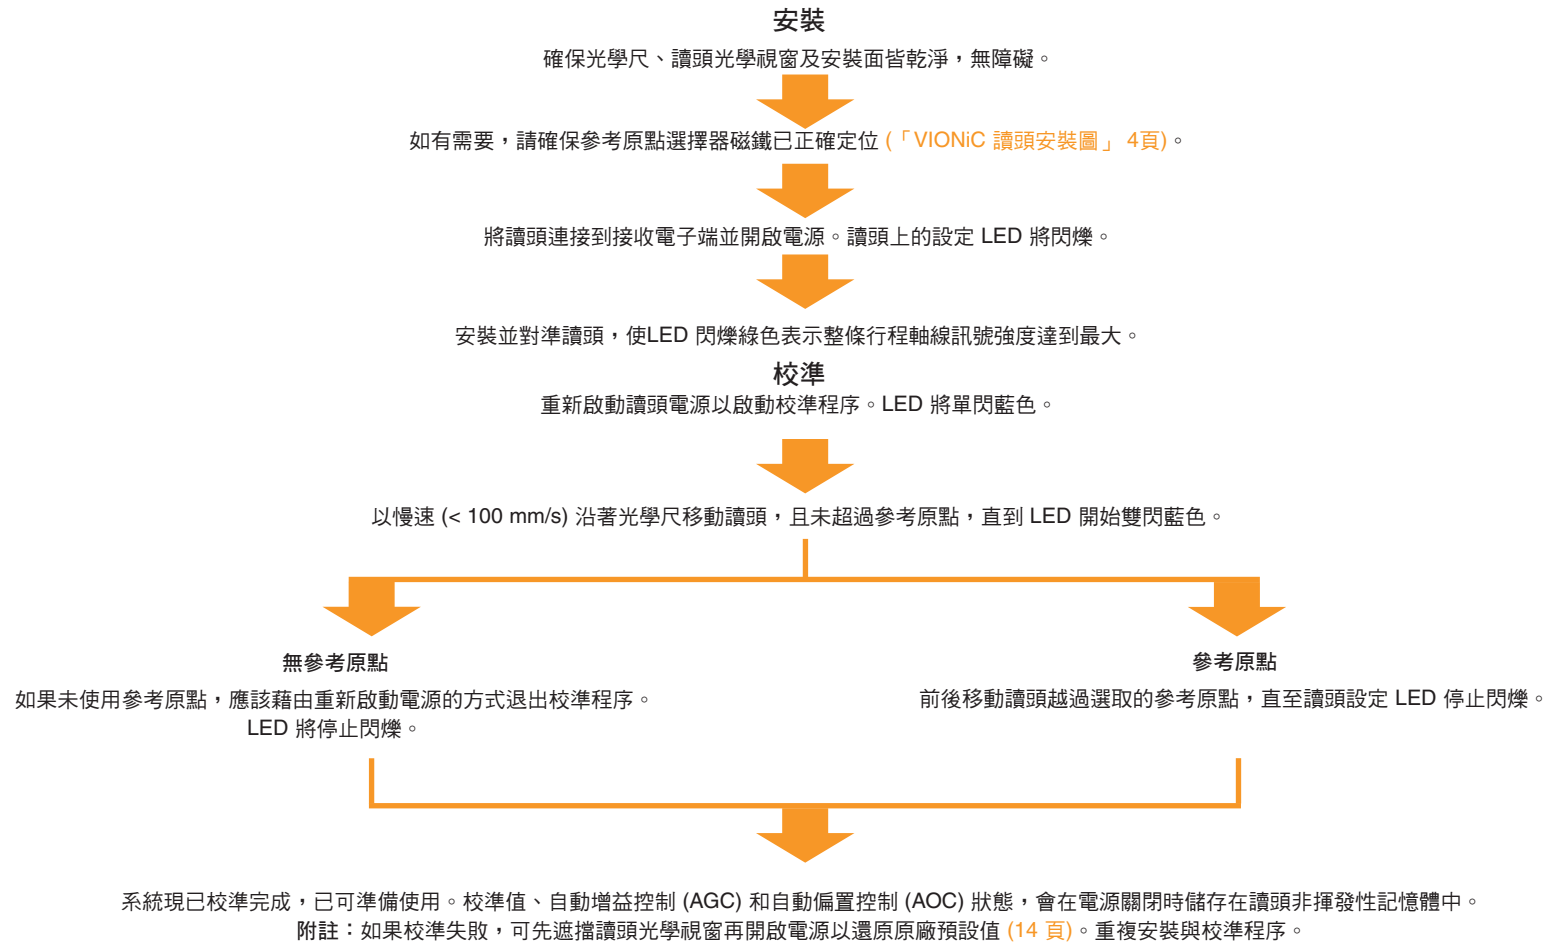 安裝
確保光學尺、讀頭光學視窗及安裝面皆乾淨，無障礙。
如有需要，請確保參考原點選擇器磁鐵已正確定位 (「VIONiC 讀頭安裝圖」 4頁)。
將讀頭連接到接收電子端並開啟電源。讀頭上的設定 LED 將閃爍。
安裝並對準讀頭，使LED 閃爍綠色表示整條行程軸線訊號強度達到最大。
校準
重新啟動讀頭電源以啟動校準程序。LED 將單閃藍色。
以慢速 (< 100 mm/s) 沿著光學尺移動讀頭，且未超過參考原點，直到 LED 開始雙閃藍色。
無參考原點
如果未使用參考原點，應該藉由重新啟動電源的方式退出校準程序。
LED 將停止閃爍。
參考原點
前後移動讀頭越過選取的參考原點，直至讀頭設定 LED 停止閃爍。
系統現已校準完成，已可準備使用。校準值、自動增益控制 (AGC) 和自動偏置控制 (AOC) 狀態，會在電源關閉時儲存在讀頭非揮發性記憶體中。
附註：如果校準失敗，可先遮擋讀頭光學視窗再開啟電源以還原原廠預設值 (14 頁)。重複安裝與校準程序。